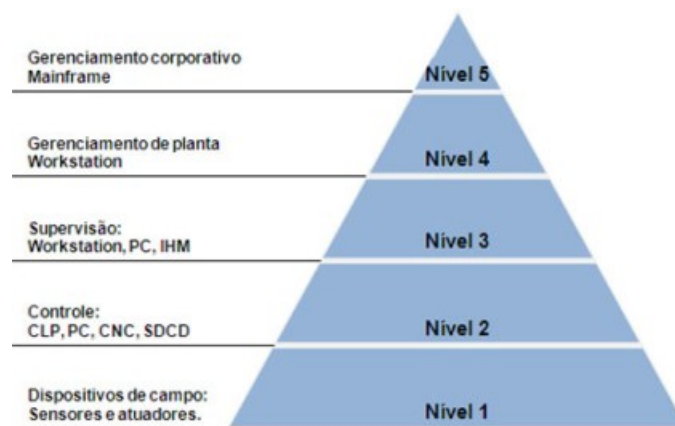 Gerenciamento corporativo
Mainframe
Nível 5
Gerenciamento de planta
Workstation
Nível 4
Supervisão:
Workstation, PC, IHM
Nível 3
Controle:
CLP, PC, CNC, SDCD
Nível 2
Dispositivos de campo:
Sensores e atuadores.
Nível 1